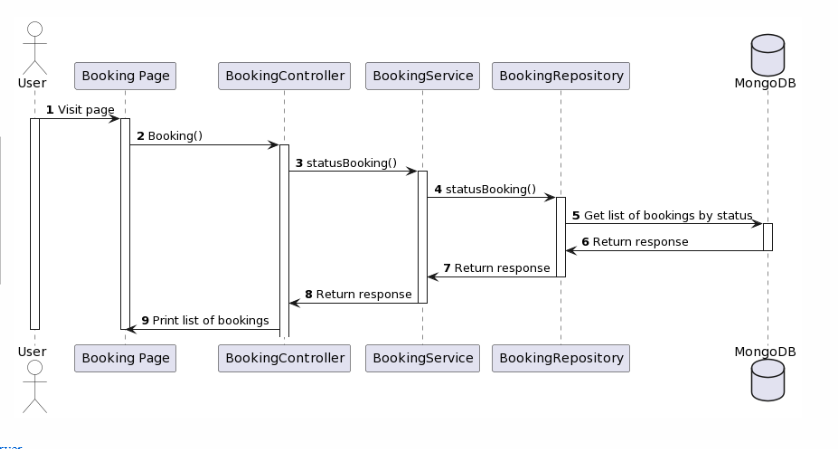 User
Booking Page
BookingController
BookingService
BookingRepository
MongoDB
1 Visit page
2 Booking()
3 statusBooking()
4 statusBooking()
5 Get list of bookings by status
6 Return response
7 Return response
8 Return response
9 Print list of bookings
User
Booking Page
BookingController
BookingService
BookingRepository
MongoDB